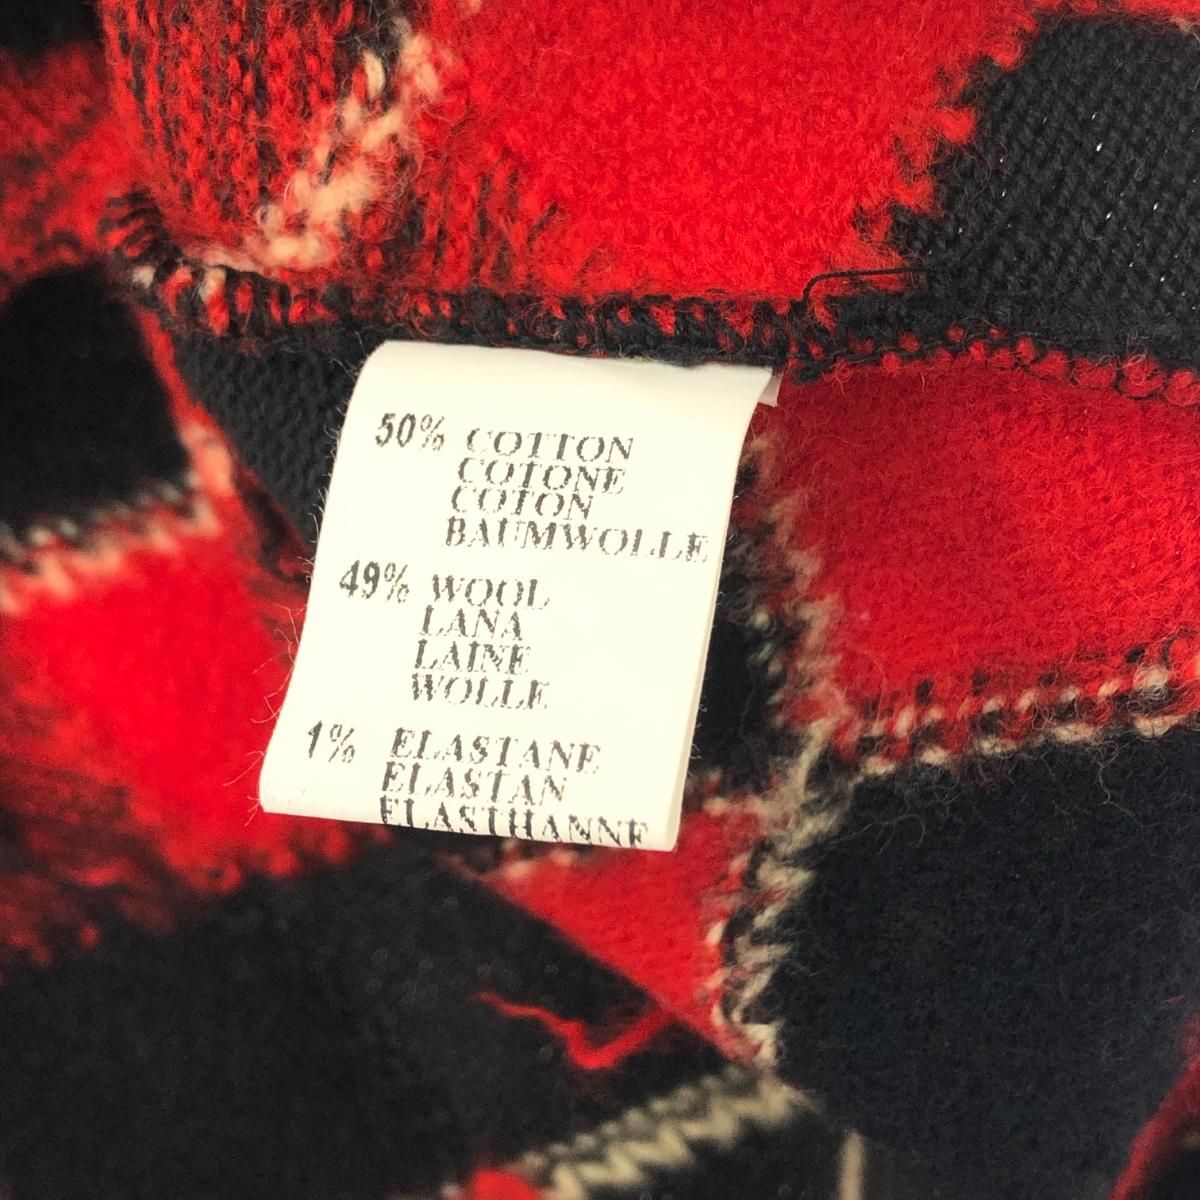 50% COTTON
COTONE
COTON
BAUMWOLLE
49% WOOL
LANA
LAINE
WOLLE
1% ELASTANE
ELASTAN
ELASTHANNE